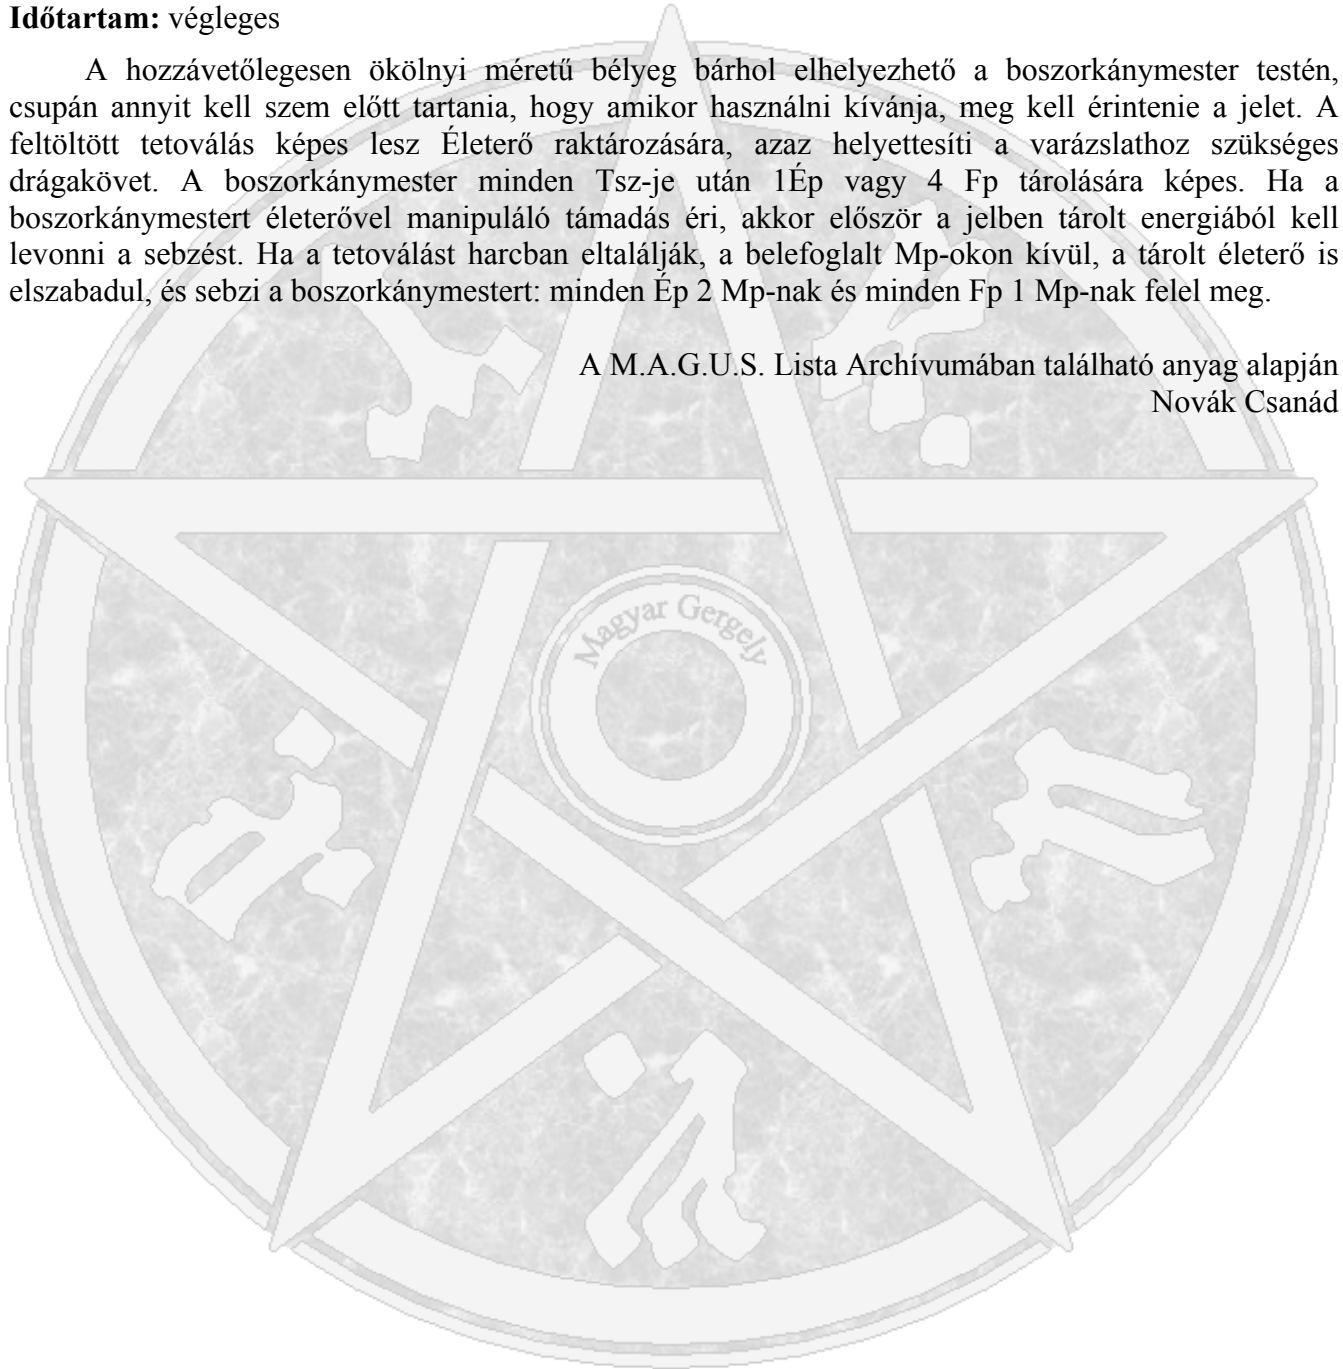 Időtartam: végleges
A hozzávetőlegesen ökölnyi méretű bélyeg bárhol elhelyezhető a boszorkánymester testén,
csupán annyit kell szem előtt tartania, hogy amikor használni kívánja, meg kell érintenie a jelet. A
feltöltött tetoválás képes lesz Életerő raktározására, azaz helyettesíti a varázslathoz szükséges
drágakövet. A boszorkánymester minden Tsz-je után 1Ép vagy 4 Fp tárolására képes. Ha a
boszorkánymestert életerővel manipuláló támadás éri, akkor először a jelben tárolt energiából kell
levonni a sebzést. Ha a tetoválást harcban eltalálják, a belefoglalt Mp-okon kívül, a tárolt életerő is
elszabadul, és sebzi a boszorkánymestert: minden Ép 2 Mp-nak és minden Fp 1 Mp-nak felel meg.
A M.A.G.U.S. Lista Archívumában található anyag alapján
Novák Csanád
Magyar Gergely